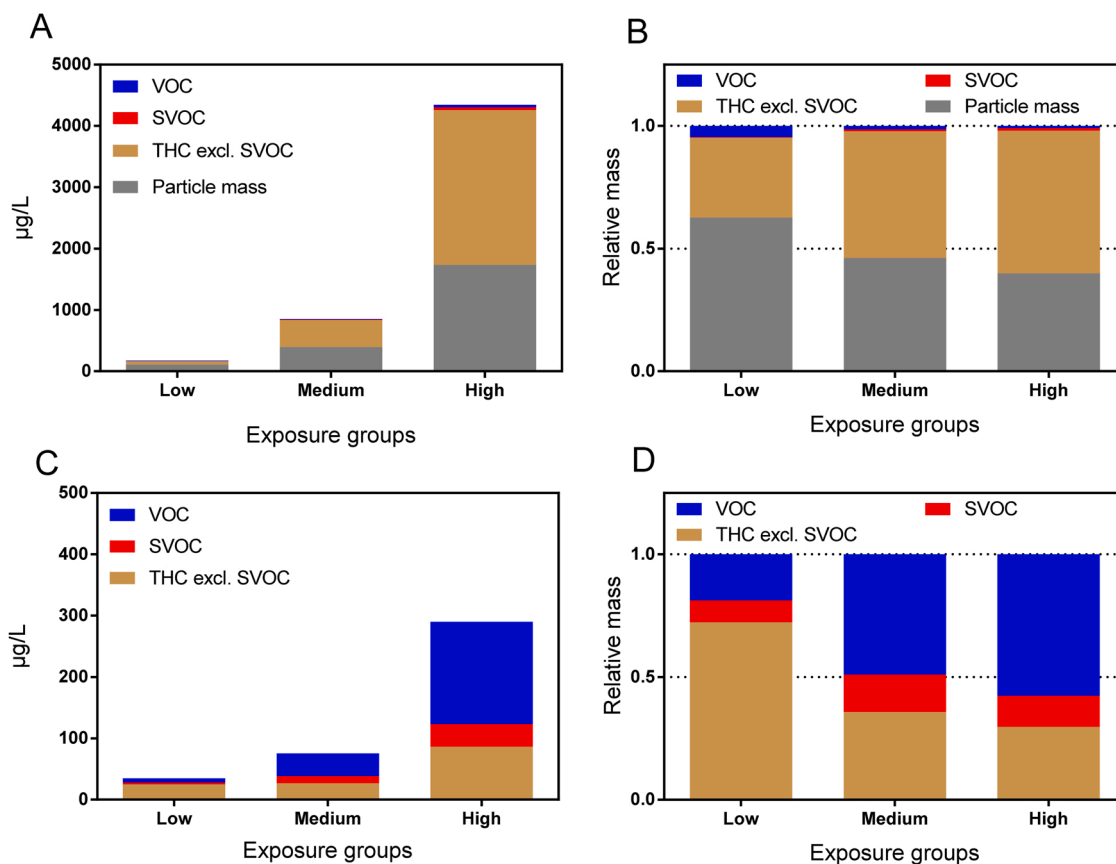 A
5000
4000
3000
2000
1000
0
µg/L
VOC
SVOC
THC excl. SVOC
Particle mass
Low
Medium
High
Exposure groups
B
VOC
SVOC
THC excl. SVOC
Particle mass
1.0
0.5
0.0
Relative mass
Low
Medium
High
Exposure groups
C
500
400
300
200
100
0
µg/L
VOC
SVOC
THC excl. SVOC
Low
Medium
High
Exposure groups
D
VOC
SVOC
THC excl. SVOC
1.0
0.5
0.0
Relative mass
Low
Medium
High
Exposure groups